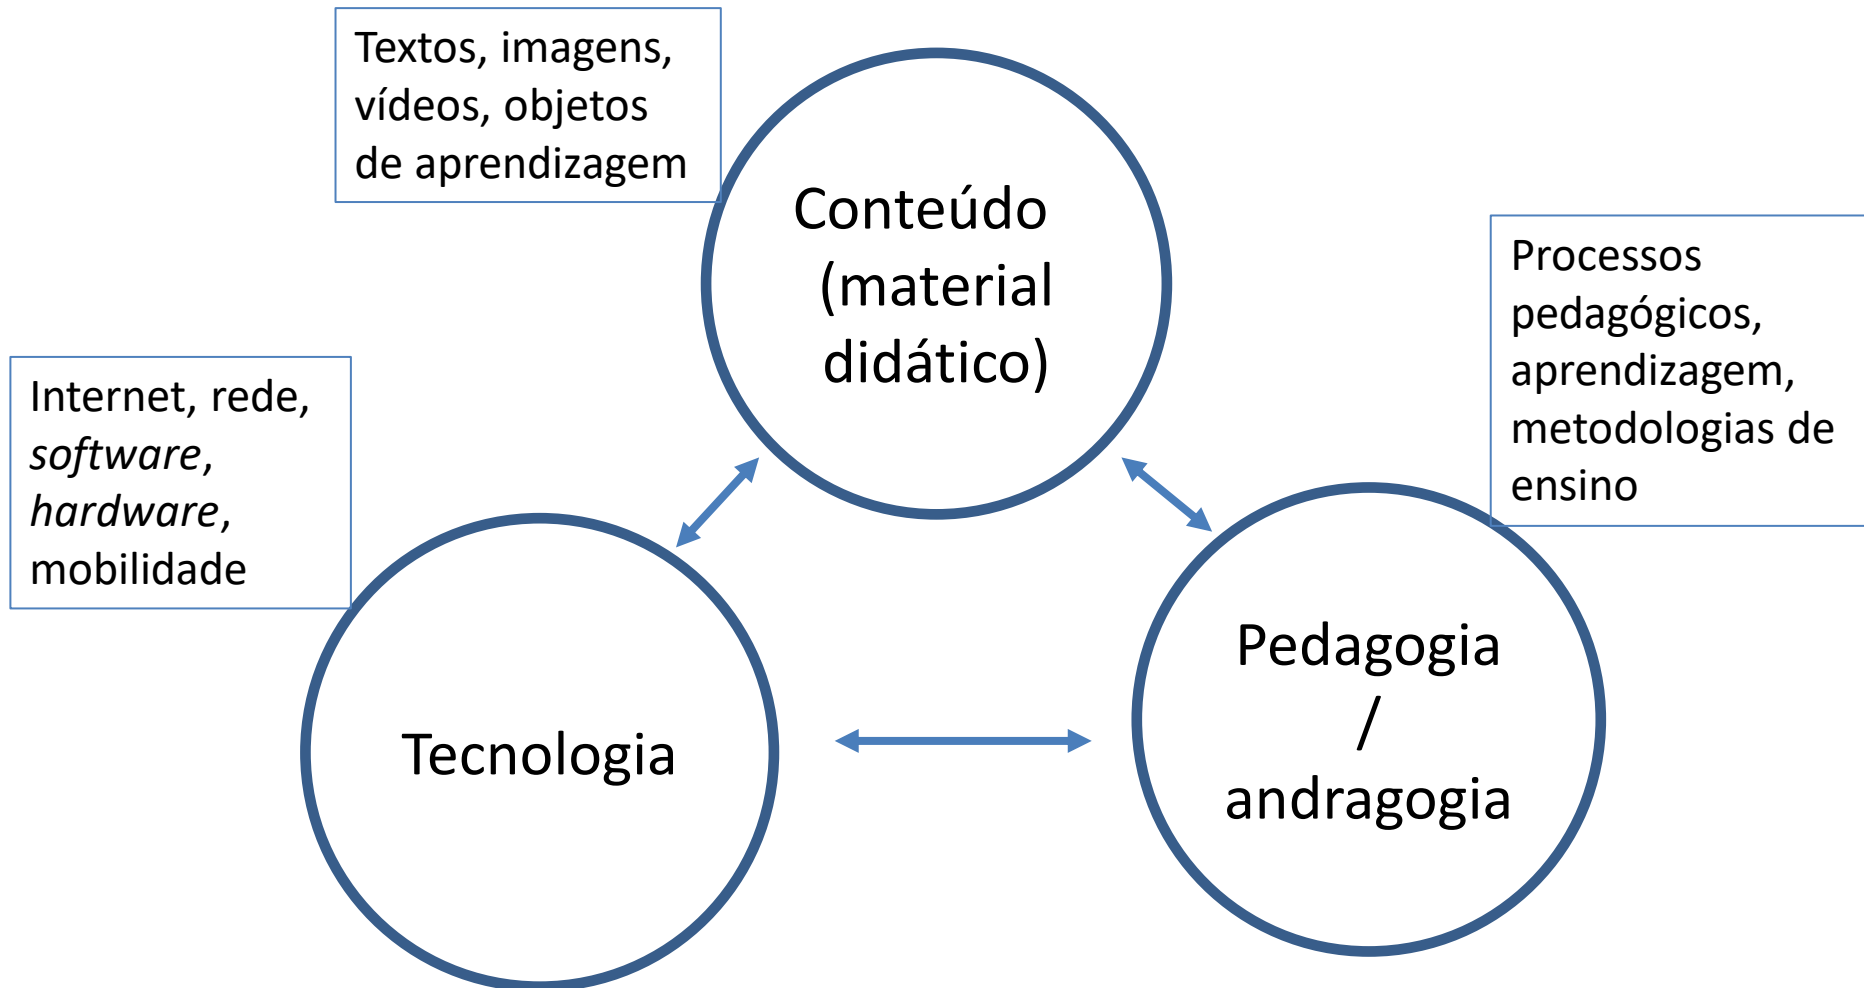 Textos, imagens,
vídeos, objetos
de aprendizagem
Conteúdo
(material
didático)
Processos
pedagógicos,
aprendizagem,
metodologias de
ensino
Internet, rede,
software,
hardware,
mobilidade
Tecnologia
Pedagogia
/
andragogia